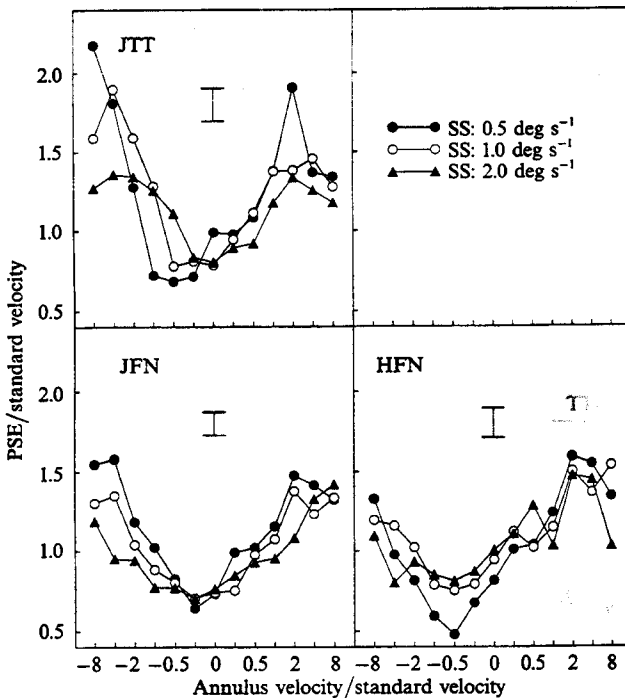 JTT
2.0
1.5
1.0
0.5
SS: 0.5 deg s⁻¹
SS: 1.0 deg s⁻¹
SS: 2.0 deg s⁻¹
PSE/standard velocity
JFN
HFN
2.0
1.5
1.0
0.5
−8 −2 −0.5 0 0.5 2 8
−8 −2 −0.5 0 0.5 2 8
Annulus velocity/standard velocity